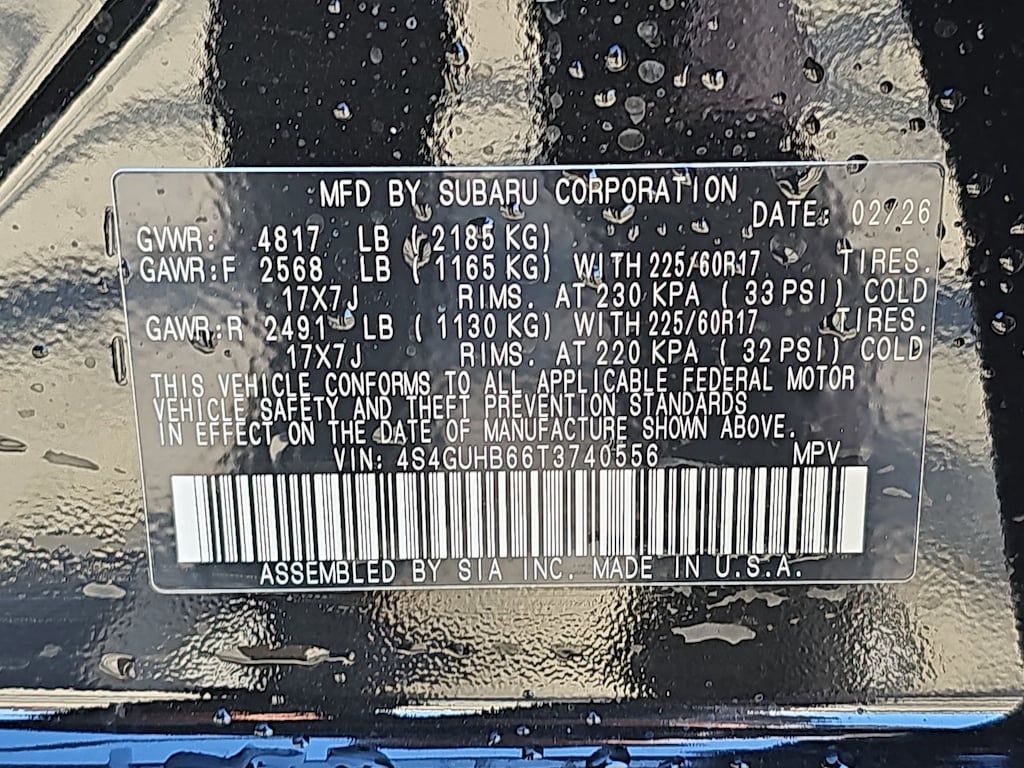 MFD BY SUBARU CORPORATION
DATE: 02/26
GVWR: 4817 LB ( 2185 KG)
GAWR:F 2568 LB ( 1165 KG) WITH 225/60R17 TIRES.
17X7J RIMS. AT 230 KPA ( 33 PSI) COLD
GAWR:R 2491 LB ( 1130 KG) WITH 225/60R17 TIRES.
17X7J RIMS. AT 220 KPA ( 32 PSI) COLD
THIS VEHICLE CONFORMS TO ALL APPLICABLE FEDERAL MOTOR
VEHICLE SAFETY AND THEFT PREVENTION STANDARDS
IN EFFECT ON THE DATE OF MANUFACTURE SHOWN ABOVE.
VIN: 4S4GUHB66T3740556 MPV
ASSEMBLED BY SIA INC. MADE IN U.S.A.